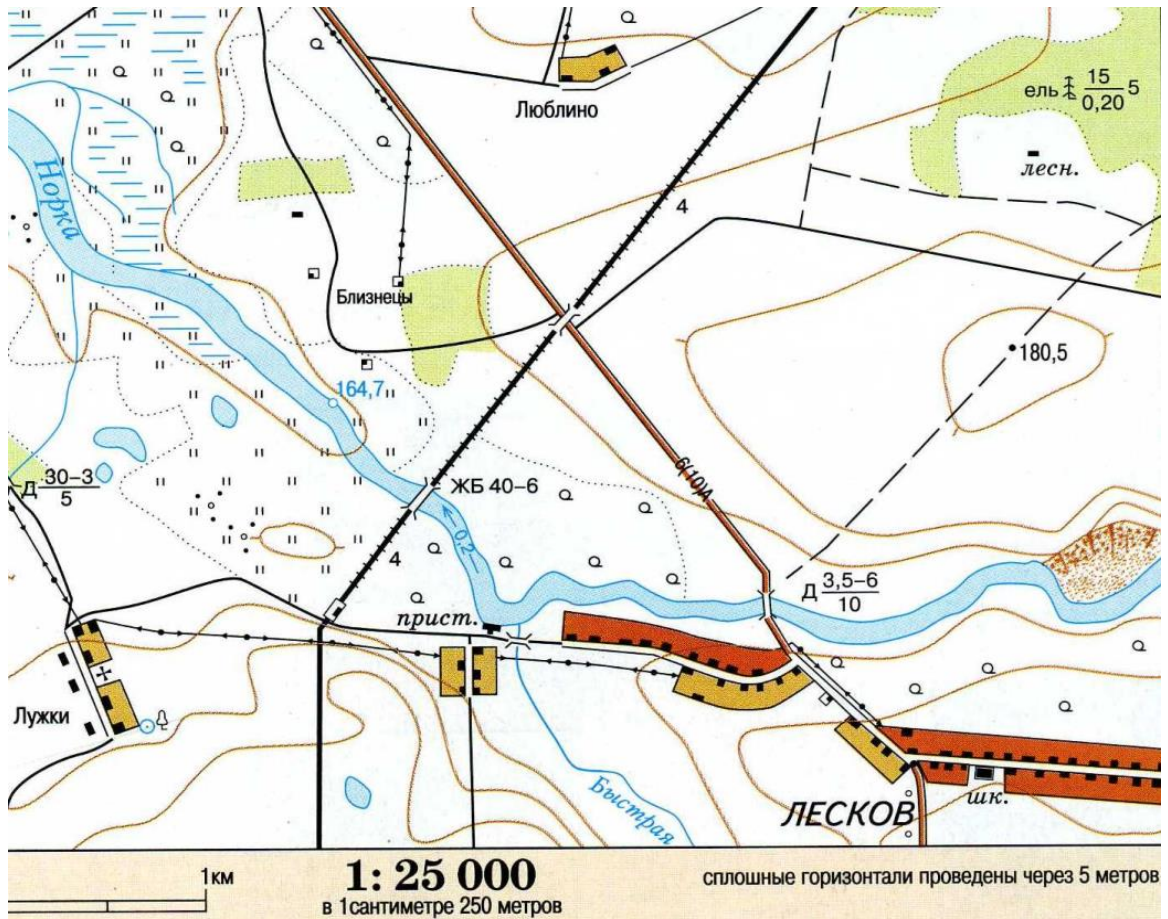 Люблино
ель 15 5
0,20
лесн.
Норка
4
Близнецы
180,5
164,7
6(10)А
Д 30-3
5
ЖБ 40-6
0,2
4
Д 3,5-6
10
прист.
Лужки
Быстрая
ЛЕСКОВ
шк.
1км
1: 25 000
в 1сантиметре 250 метров
сплошные горизонтали проведены через 5 метров